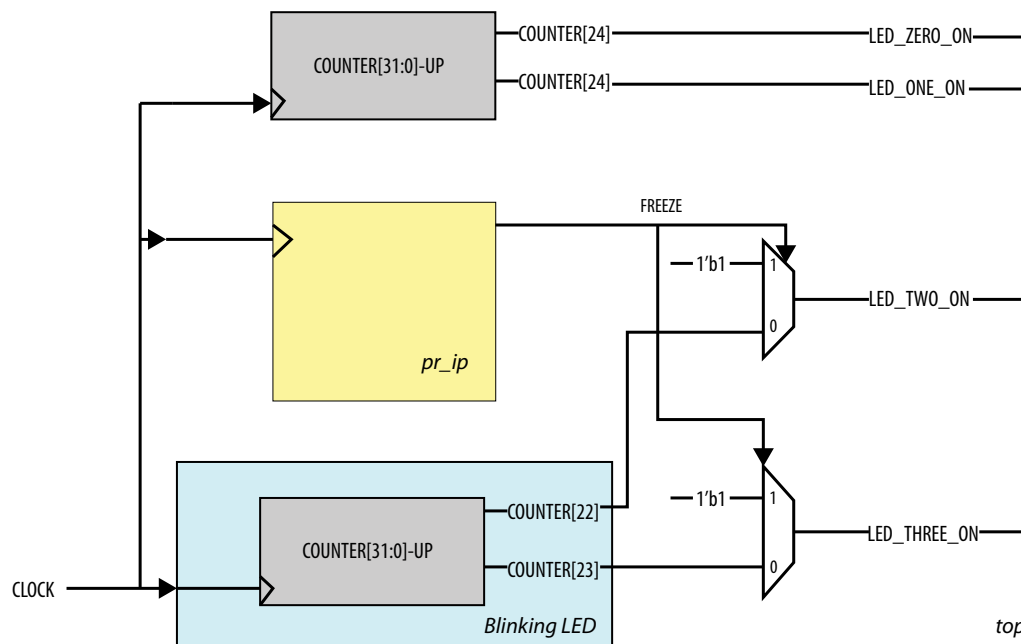 COUNTER[24]
LED_ZERO_ON
COUNTER[31:0]-UP
COUNTER[24]
LED_ONE_ON
FREEZE
1'b1
1
LED_TWO_ON
0
pr_ip
1'b1
1
COUNTER[22]
LED_THREE_ON
COUNTER[31:0]-UP
COUNTER[23]
0
CLOCK
Blinking LED
top